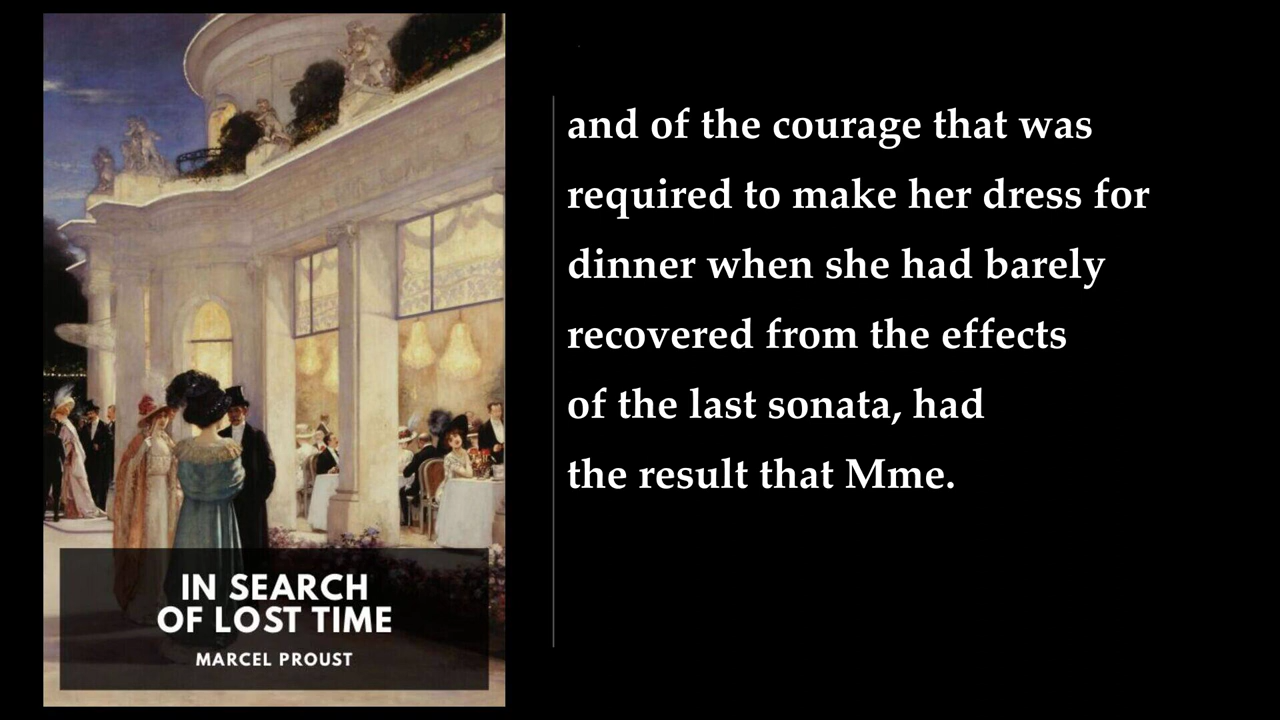 IN SEARCH
OF LOST TIME
MARCEL PROUST
and of the courage that was
required to make her dress for
dinner when she had barely
recovered from the effects
of the last sonata, had
the result that Mme.